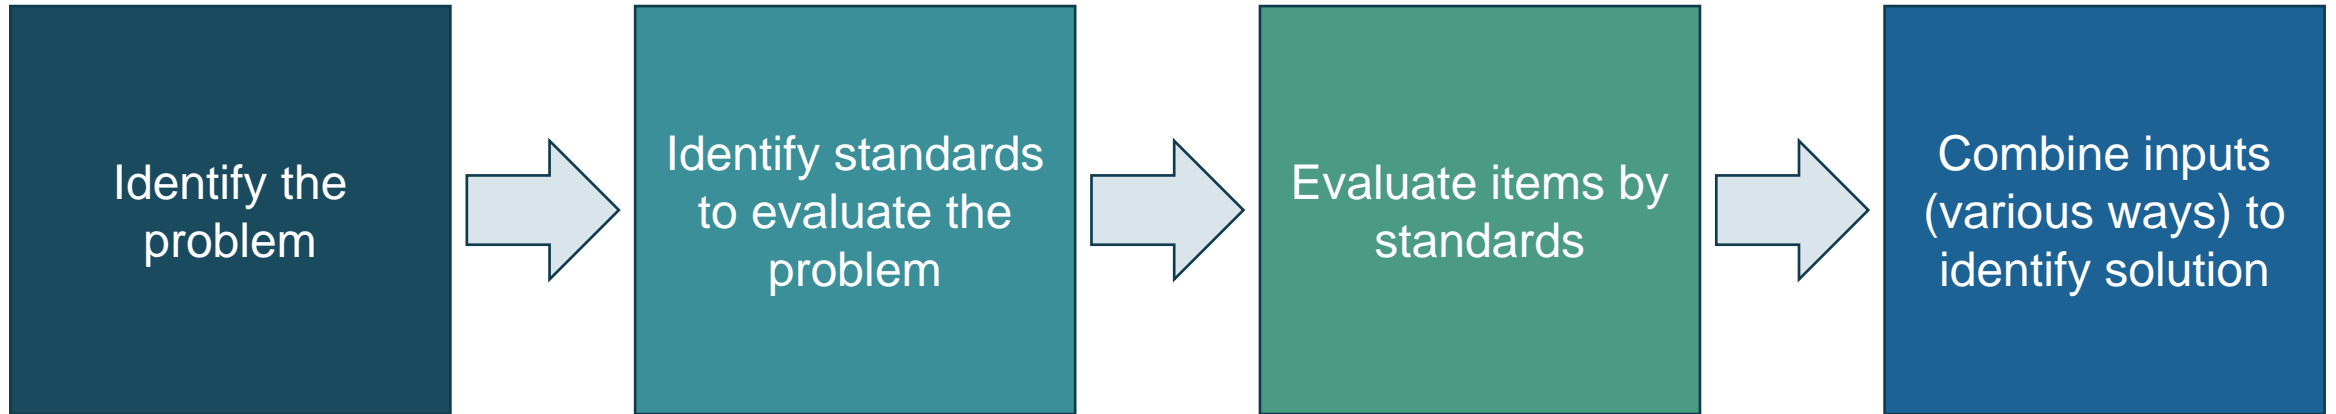 Identify the
problem
Identify standards
to evaluate the
problem
Evaluate items by
standards
Combine inputs
(various ways) to
identify solution